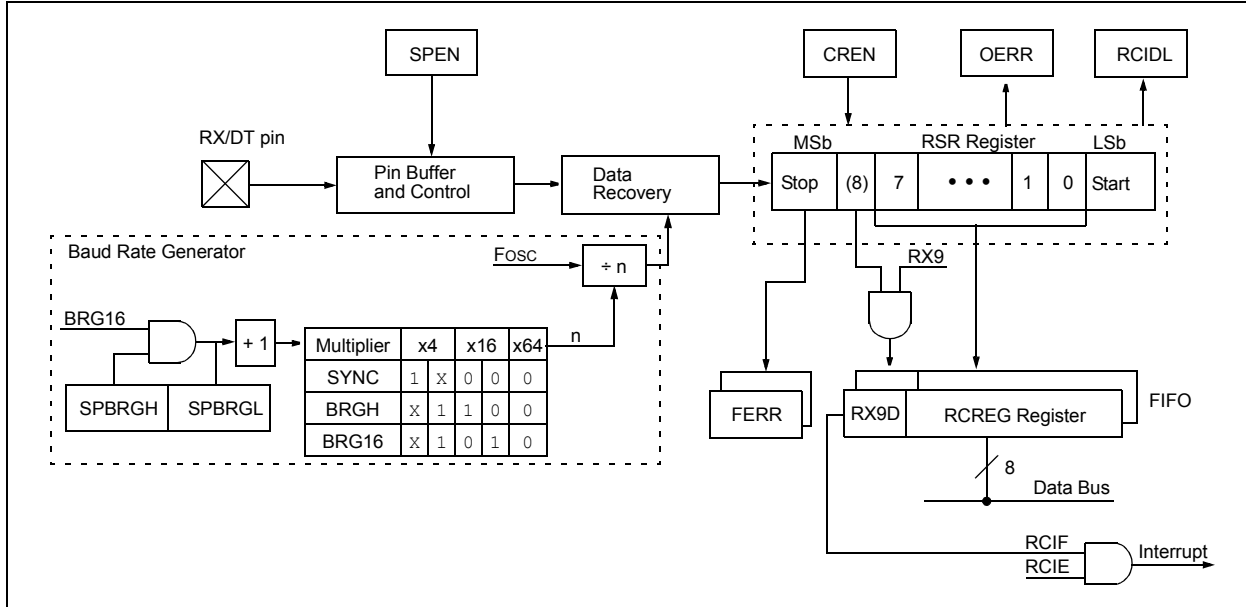 SPEN
CREN
OERR
RCIDL
RX/DT pin
Pin Buffer
and Control
Data
Recovery
MSb
RSR Register
LSb
Stop (8) 7 • • • 1 0 Start
Baud Rate Generator
FOSC
÷ n
RX9
BRG16
+ 1
n
SPBRGH SPBRGL
Multiplier x4 x16 x64
SYNC 1 X 0 0 0
BRGH X 1 1 0 0
BRG16 X 1 0 1 0
FERR
RX9D RCREG Register
FIFO
8
Data Bus
RCIF
RCIE
Interrupt